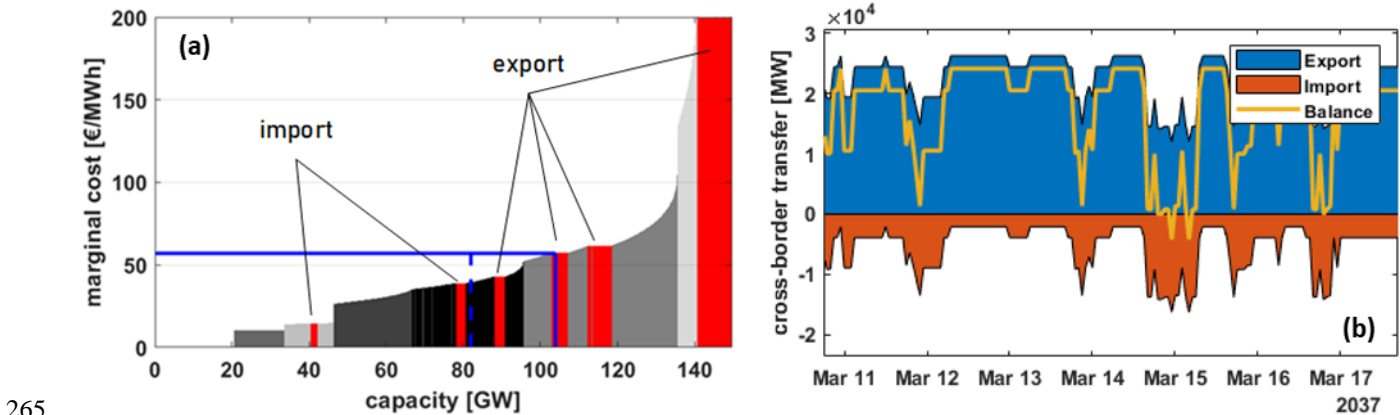 (a)
200
150
100
50
0
marginal cost [€/MWh]
import
export
0 20 40 60 80 100 120 140
capacity [GW]
×10⁴
3
2
1
0
-1
-2
cross-border transfer [MW]
Export
Import
Balance
(b)
Mar 11 Mar 12 Mar 13 Mar 14 Mar 15 Mar 16 Mar 17
2037
265